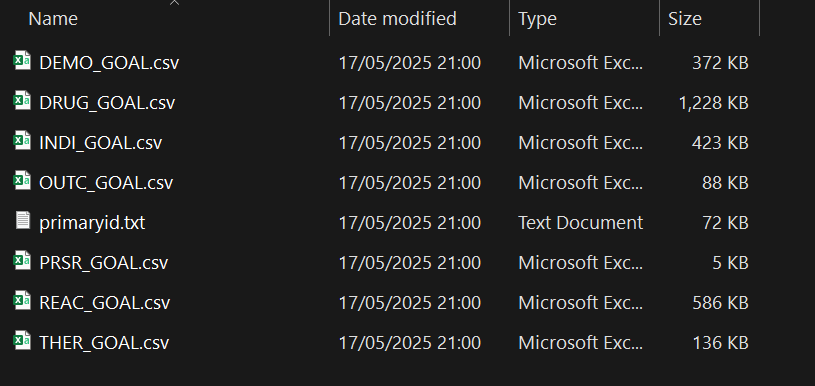 Name Date modified Type Size
DEMO_GOAL.csv 17/05/2025 21:00 Microsoft Exc... 372 KB
DRUG_GOAL.csv 17/05/2025 21:00 Microsoft Exc... 1,228 KB
INDI_GOAL.csv 17/05/2025 21:00 Microsoft Exc... 423 KB
OUTC_GOAL.csv 17/05/2025 21:00 Microsoft Exc... 88 KB
primaryid.txt 17/05/2025 21:00 Text Document 72 KB
PRSR_GOAL.csv 17/05/2025 21:00 Microsoft Exc... 5 KB
REAC_GOAL.csv 17/05/2025 21:00 Microsoft Exc... 586 KB
THER_GOAL.csv 17/05/2025 21:00 Microsoft Exc... 136 KB